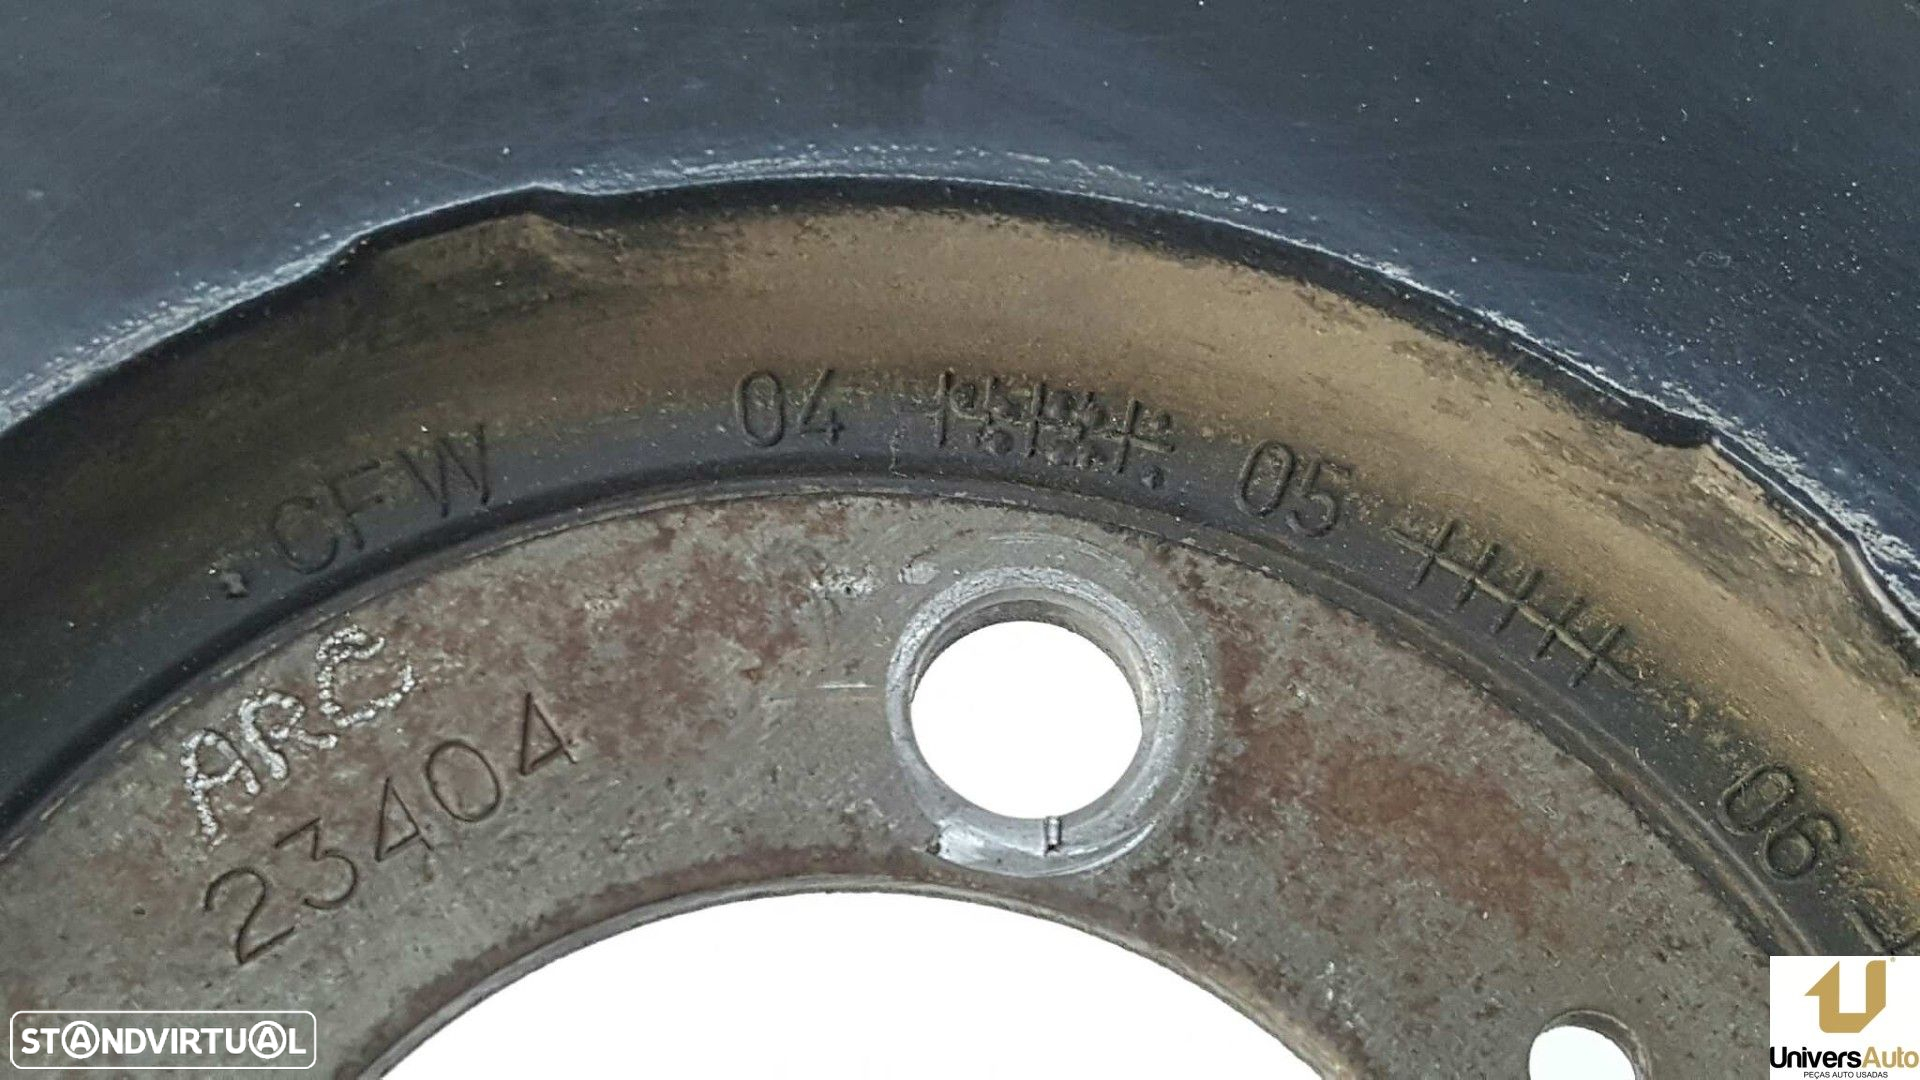 CFW 04 05 06
ARC
23404
STANDVIRTUAL
UniversAuto
PEÇAS AUTO USADAS